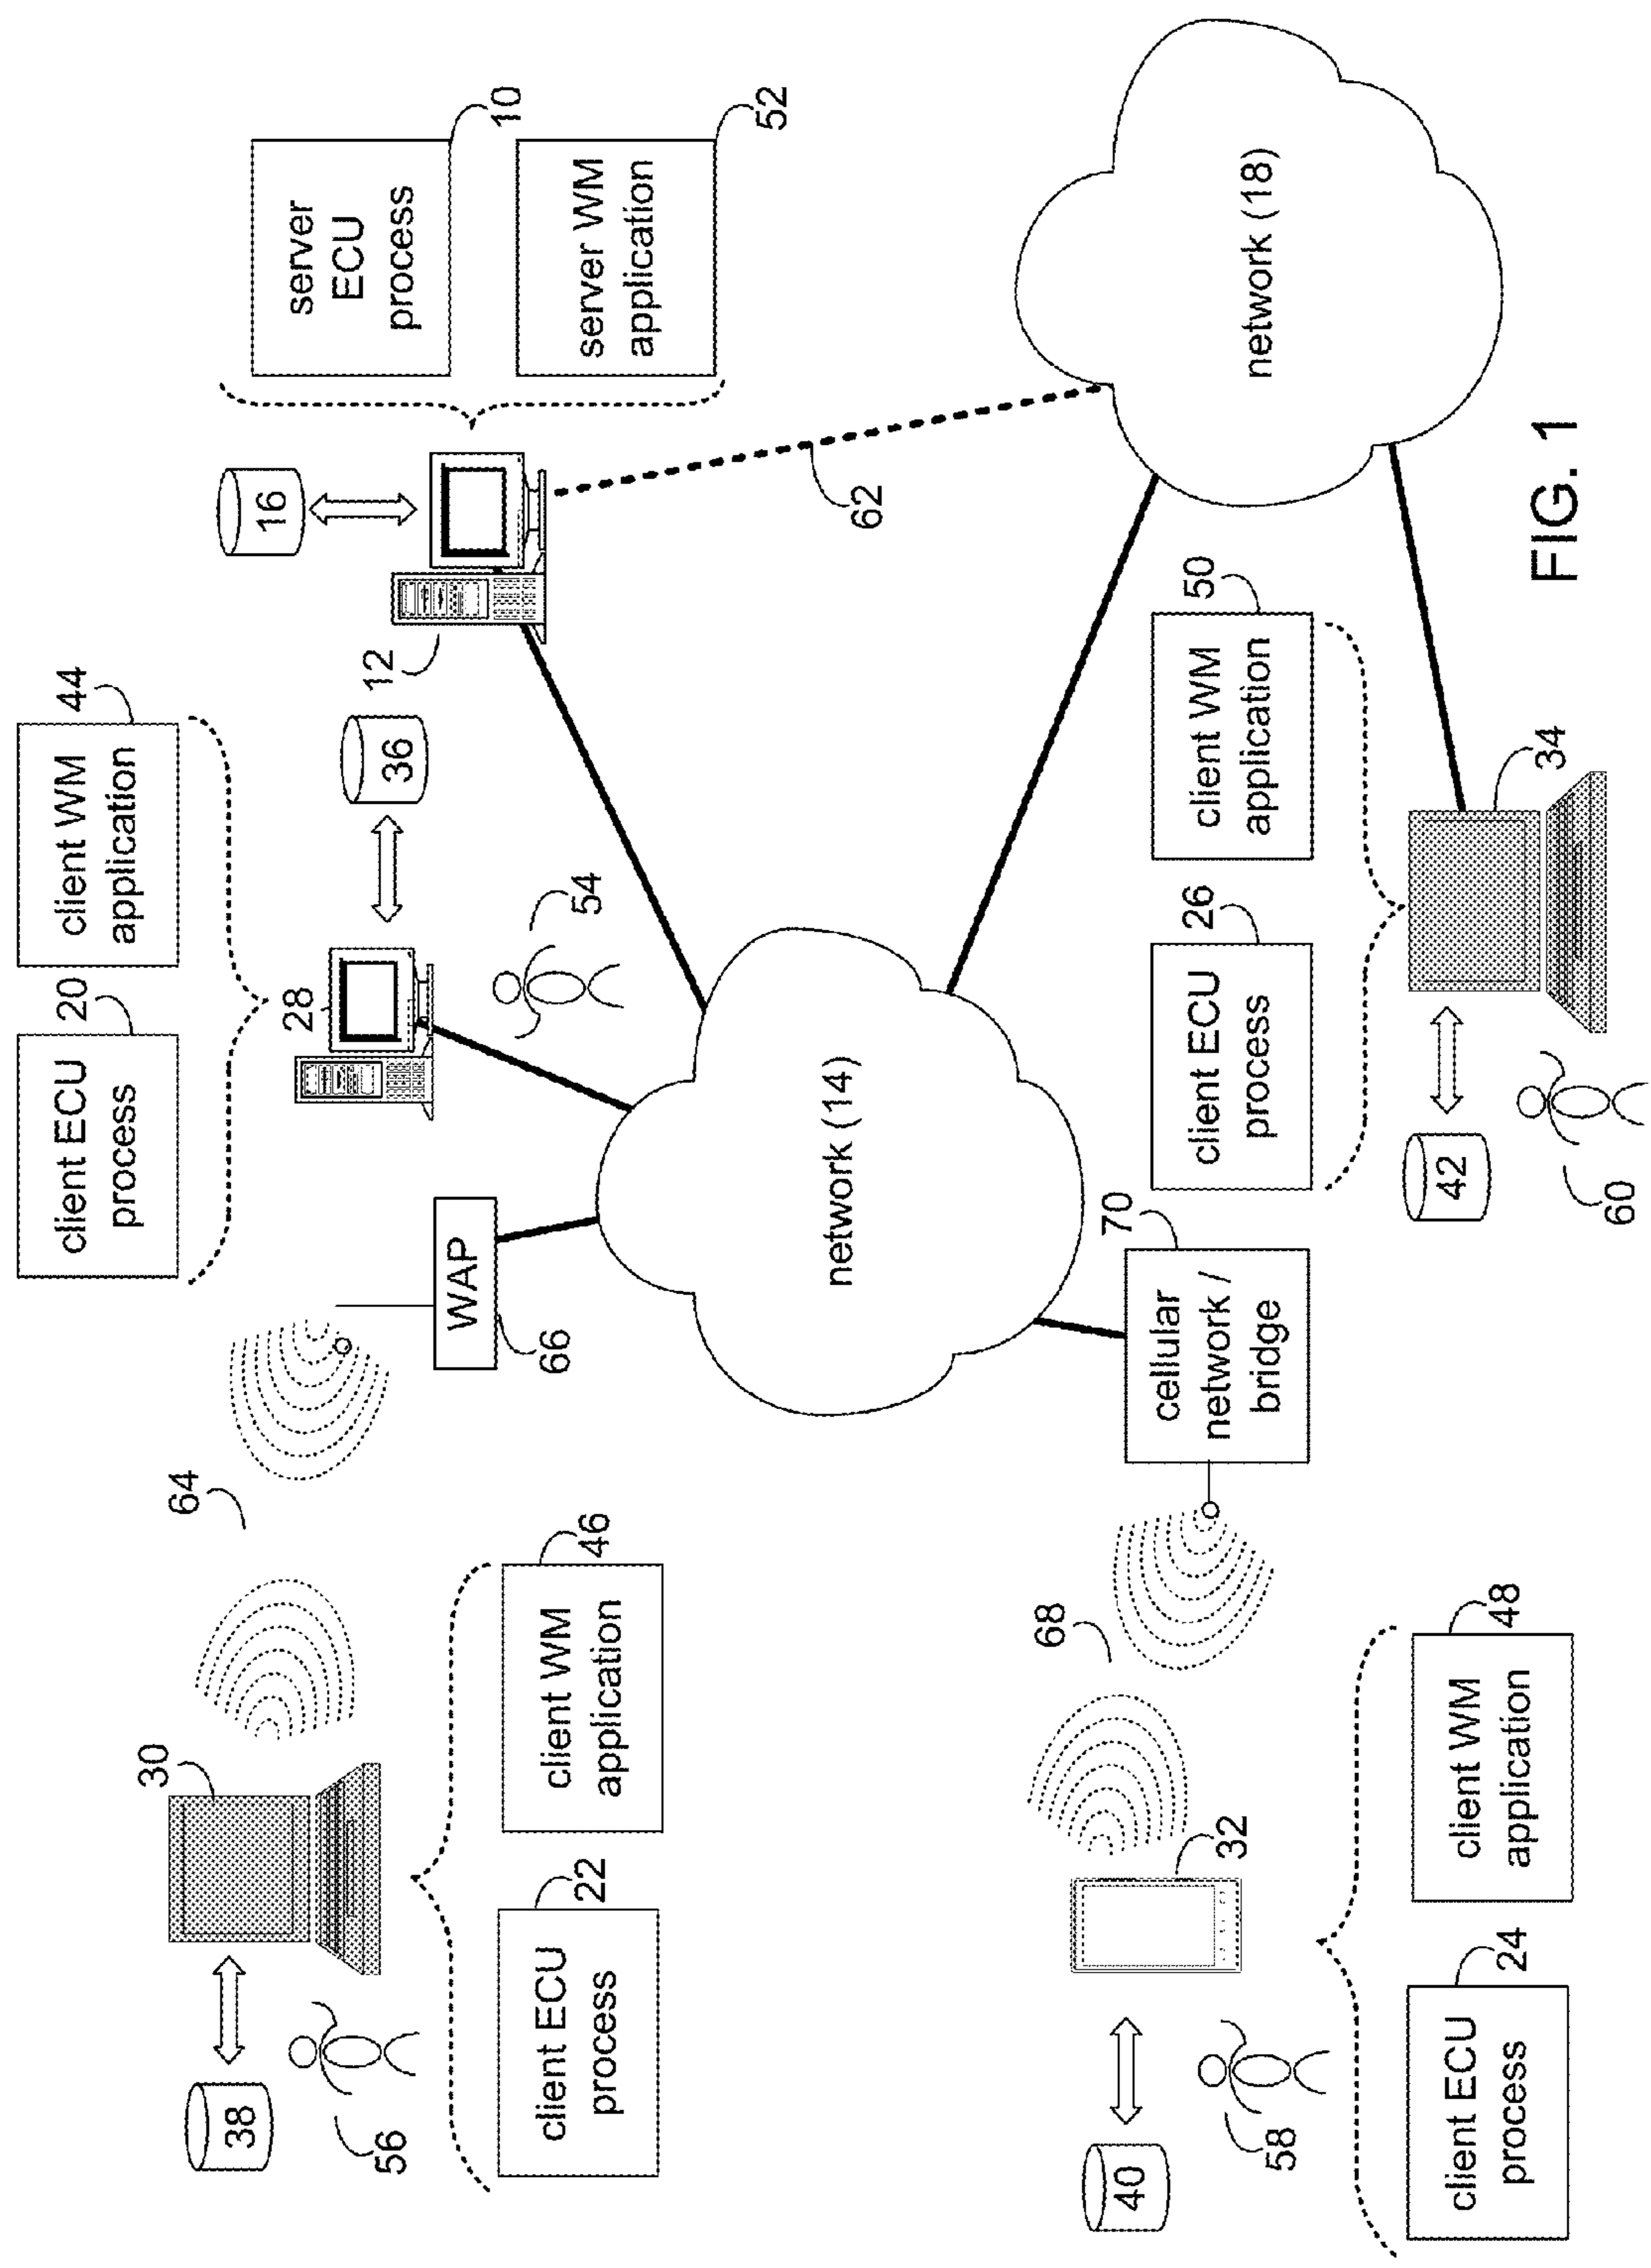 64
30
38
56
client ECU
process
22
client WM
application
46
client ECU
process
20
client WM
application
44
28
36
54
WAP
66
12
16
server
ECU
process
10
server WM
application
52
62
network (14)
network (18)
68
32
40
58
client ECU
process
24
client WM
application
48
cellular
network /
bridge
70
client ECU
process
26
client WM
application
50
34
42
60
FIG. 1